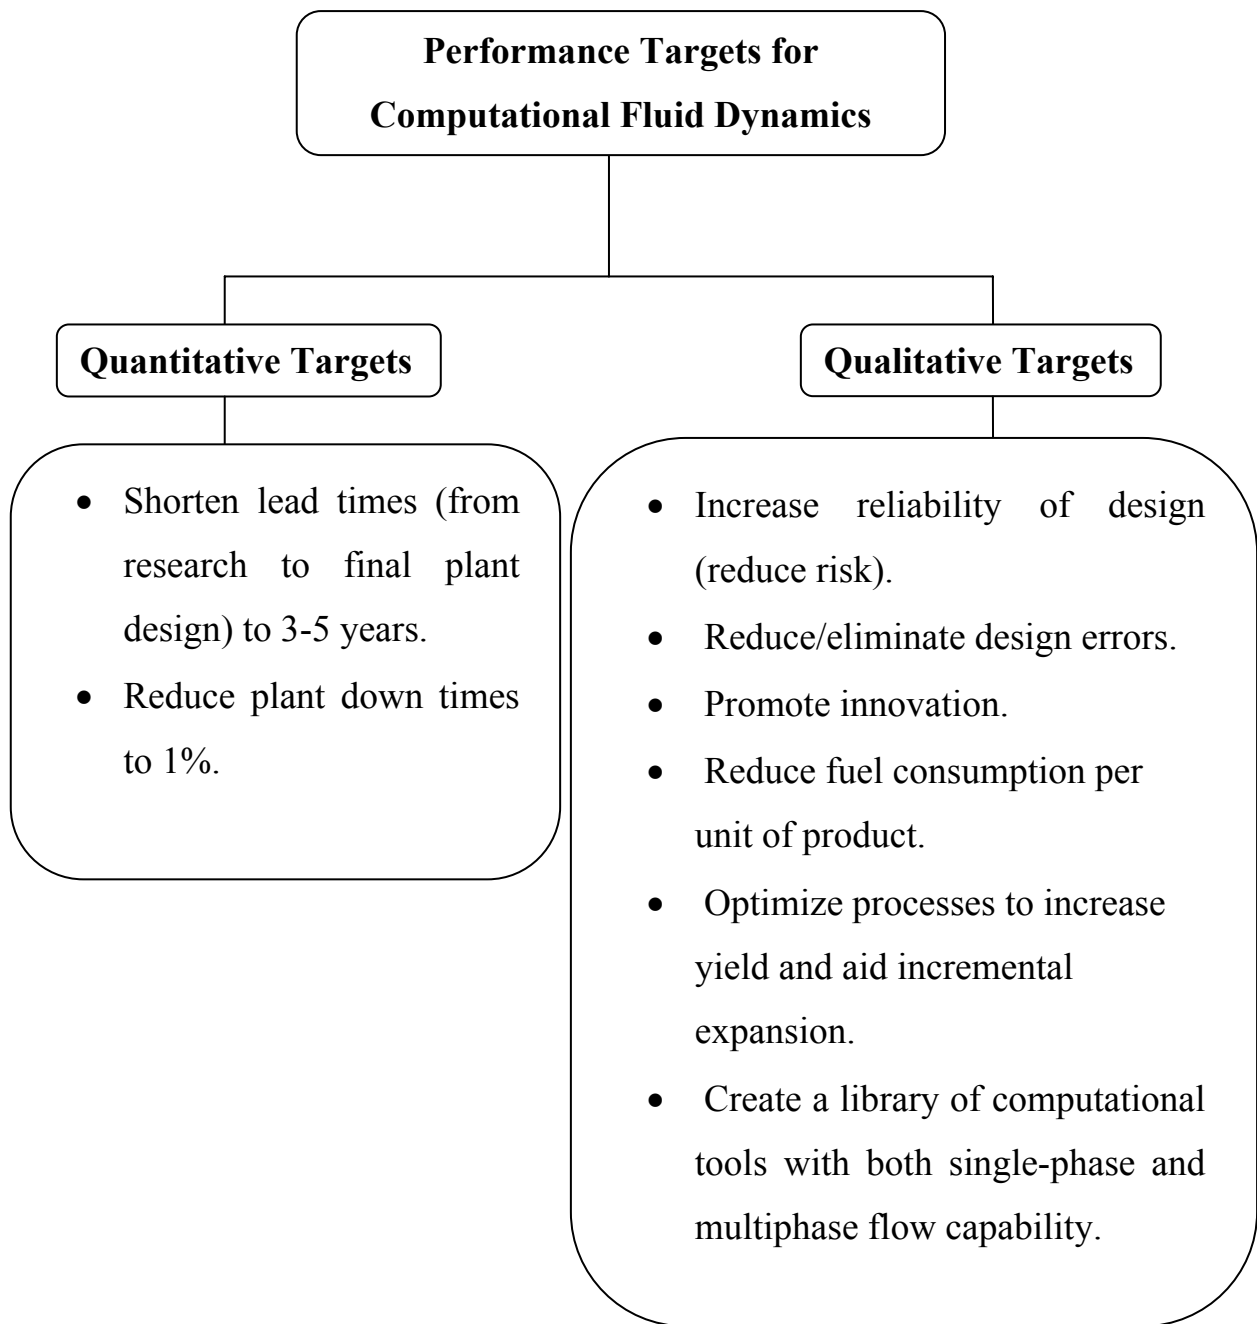 Performance Targets for
Computational Fluid Dynamics
Quantitative Targets
• Shorten lead times (from
research to final plant
design) to 3-5 years.
• Reduce plant down times
to 1%.
Qualitative Targets
• Increase reliability of design
(reduce risk).
• Reduce/eliminate design errors.
• Promote innovation.
• Reduce fuel consumption per
unit of product.
• Optimize processes to increase
yield and aid incremental
expansion.
• Create a library of computational
tools with both single-phase and
multiphase flow capability.